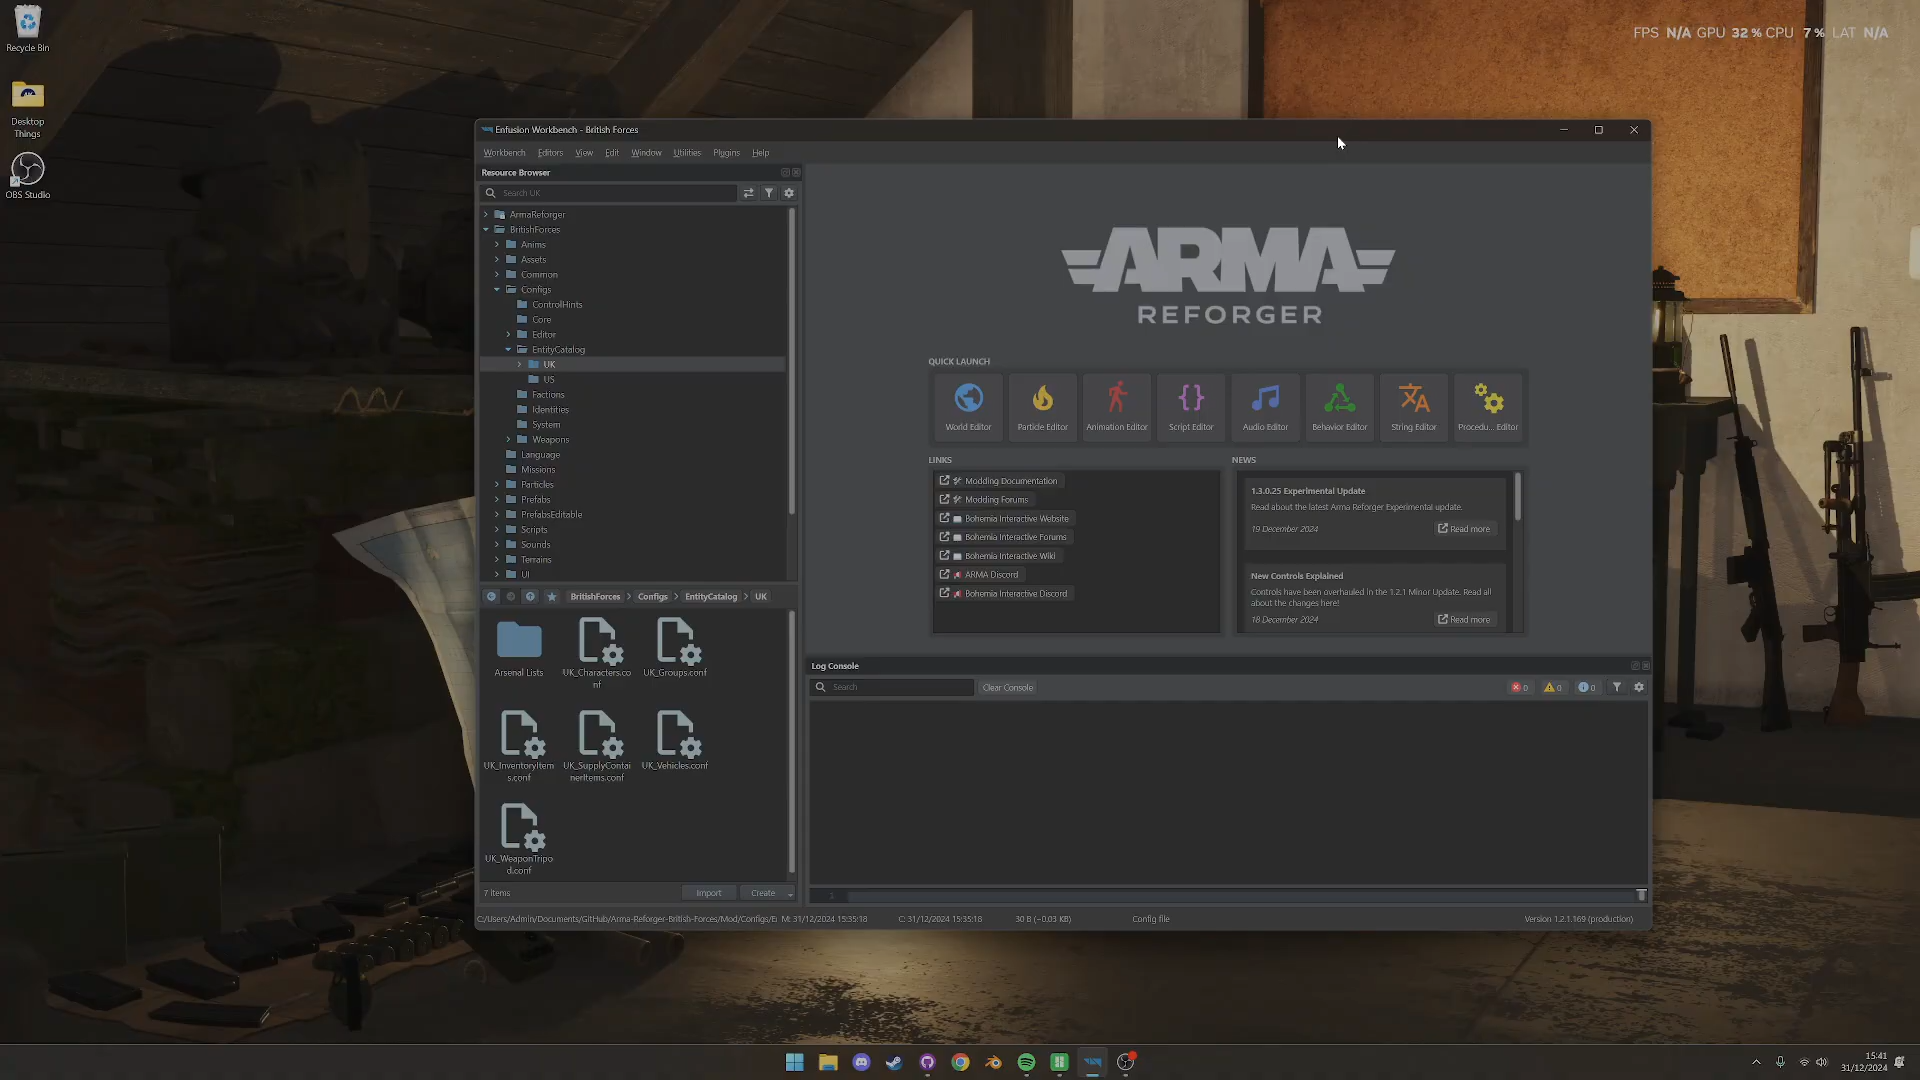 Recycle Bin
Desktop
Things
OBS Studio
FPS N/A GPU 32 % CPU 7 % LAT N/A
Enfusion Workbench - British Forces
Workbench Editors View Edit Window Utilities Plugins Help
Resource Browser
Search UK
ArmaReforger
BritishForces
Anims
Assets
Common
Configs
ControlHints
Core
Editor
EntityCatalog
UK
US
Factions
Identities
System
Weapons
Language
Missions
Particles
Prefabs
PrefabsEditable
Scripts
Sounds
Terrains
UI
BritishForces > Configs > EntityCatalog > UK
Arsenal Lists
UK_Characters.co
nf
UK_Groups.conf
UK_InventoryItem
s.conf
UK_SupplyContai
nerItems.conf
UK_Vehicles.conf
UK_WeaponTripo
d.conf
7 items
Import
Create
ARMA
REFORGER
QUICK LAUNCH
World Editor
Particle Editor
Animation Editor
Script Editor
Audio Editor
Behavior Editor
String Editor
Procedu... Editor
LINKS
Modding Documentation
Modding Forums
Bohemia Interactive Website
Bohemia Interactive Forums
Bohemia Interactive Wiki
ARMA Discord
Bohemia Interactive Discord
NEWS
1.3.0.25 Experimental Update
Read about the latest Arma Reforger Experimental update.
19 December 2024
Read more
New Controls Explained
Controls have been overhauled in the 1.2.1 Minor Update. Read all
about the changes here!
18 December 2024
Read more
Log Console
Search
Clear Console
0 0 0
1
C:/Users/Admin/Documents/GitHub/Arma-Reforger-British-Forces/Mod/Configs/E M: 31/12/2024 15:35:18 C: 31/12/2024 15:35:18 30 B (~0.03 KB) Config file Version 1.2.1.169 (production)
15:41
31/12/2024